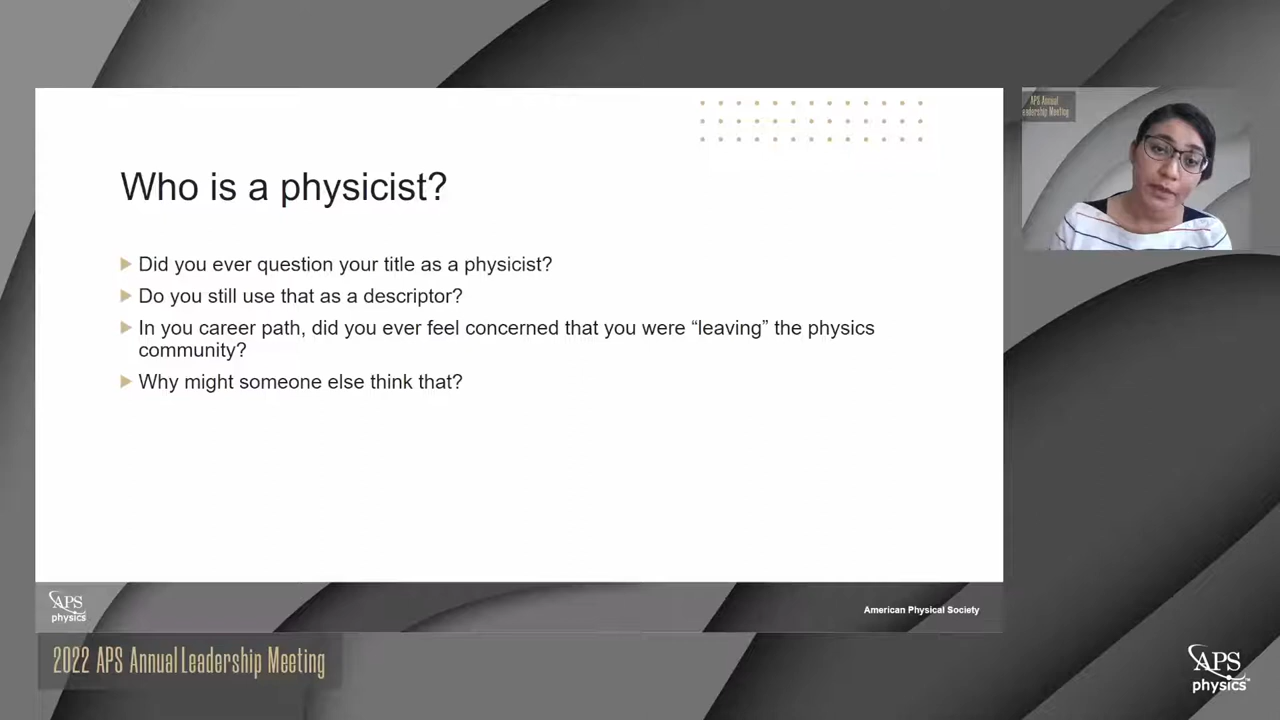 Who is a physicist?
Did you ever question your title as a physicist?
Do you still use that as a descriptor?
In you career path, did you ever feel concerned that you were “leaving” the physics
community?
Why might someone else think that?
APS
physics
American Physical Society
2022 APS Annual Leadership Meeting
APS Annual
Leadership Meeting
APS
physics™